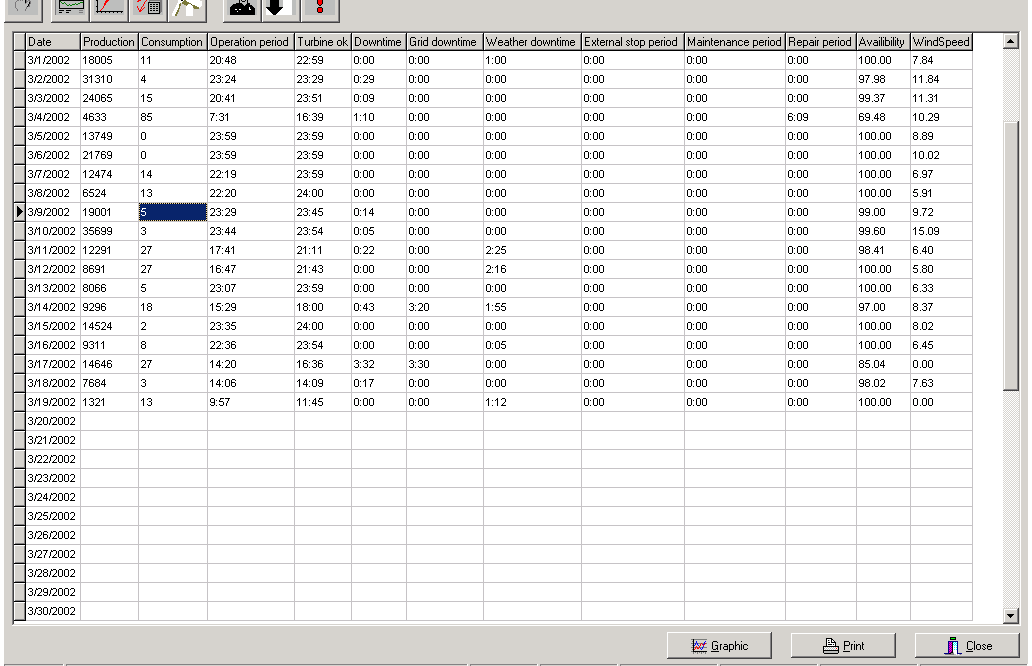 Date Production Consumption Operation period Turbine ok Downtime Grid downtime Weather downtime External stop period Maintenance period Repair period Availibility WindSpeed
3/1/2002 18005 11 20:48 22:59 0:00 0:00 1:00 0:00 0:00 0:00 100.00 7.84
3/2/2002 31310 4 23:24 23:29 0:29 0:00 0:00 0:00 0:00 0:00 97.98 11.84
3/3/2002 24065 15 20:41 23:51 0:09 0:00 0:00 0:00 0:00 0:00 99.37 11.31
3/4/2002 4633 85 7:31 16:39 1:10 0:00 0:00 0:00 0:00 6:09 69.48 10.29
3/5/2002 13749 0 23:59 23:59 0:00 0:00 0:00 0:00 0:00 0:00 100.00 8.89
3/6/2002 21769 0 23:59 23:59 0:00 0:00 0:00 0:00 0:00 0:00 100.00 10.02
3/7/2002 12474 14 22:19 23:59 0:00 0:00 0:00 0:00 0:00 0:00 100.00 6.97
3/8/2002 6524 13 22:20 24:00 0:00 0:00 0:00 0:00 0:00 0:00 100.00 5.91
3/9/2002 19001 5 23:29 23:45 0:14 0:00 0:00 0:00 0:00 0:00 99.00 9.72
3/10/2002 35699 3 23:44 23:54 0:05 0:00 0:00 0:00 0:00 0:00 99.60 15.09
3/11/2002 12291 27 17:41 21:11 0:22 0:00 2:25 0:00 0:00 0:00 98.41 6.40
3/12/2002 8691 27 16:47 21:43 0:00 0:00 2:16 0:00 0:00 0:00 100.00 5.80
3/13/2002 8066 5 23:07 23:59 0:00 0:00 0:00 0:00 0:00 0:00 100.00 6.33
3/14/2002 9296 18 15:29 18:00 0:43 3:20 1:55 0:00 0:00 0:00 97.00 8.37
3/15/2002 14524 2 23:35 24:00 0:00 0:00 0:00 0:00 0:00 0:00 100.00 8.02
3/16/2002 9311 8 22:36 23:54 0:00 0:00 0:05 0:00 0:00 0:00 100.00 6.45
3/17/2002 14646 27 14:20 16:36 3:32 3:30 0:00 0:00 0:00 0:00 85.04 0.00
3/18/2002 7684 3 14:06 14:09 0:17 0:00 0:00 0:00 0:00 0:00 98.02 7.63
3/19/2002 1321 13 9:57 11:45 0:00 0:00 1:12 0:00 0:00 0:00 100.00 0.00
3/20/2002
3/21/2002
3/22/2002
3/23/2002
3/24/2002
3/25/2002
3/26/2002
3/27/2002
3/28/2002
3/29/2002
3/30/2002
Graphic Print Close